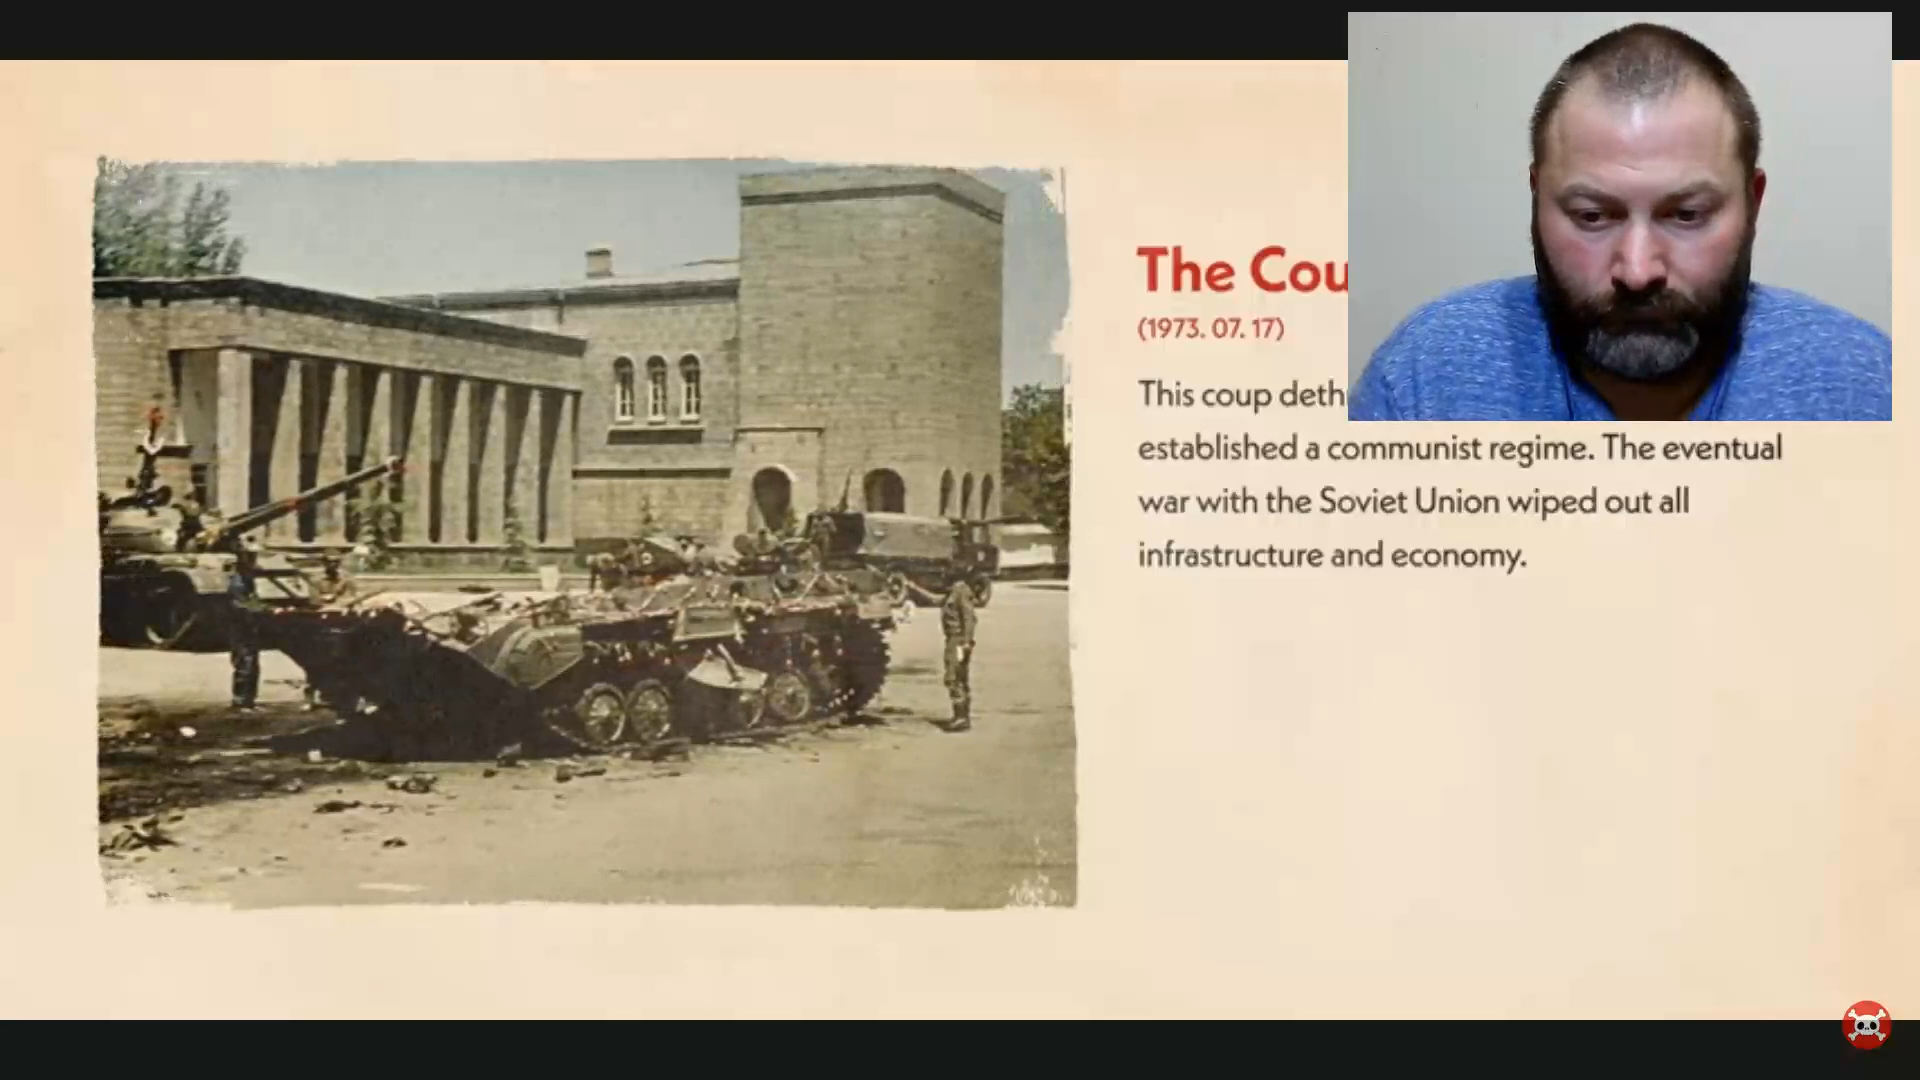 The Cou
(1973. 07. 17)
This coup deth
established a communist regime. The eventual
war with the Soviet Union wiped out all
infrastructure and economy.